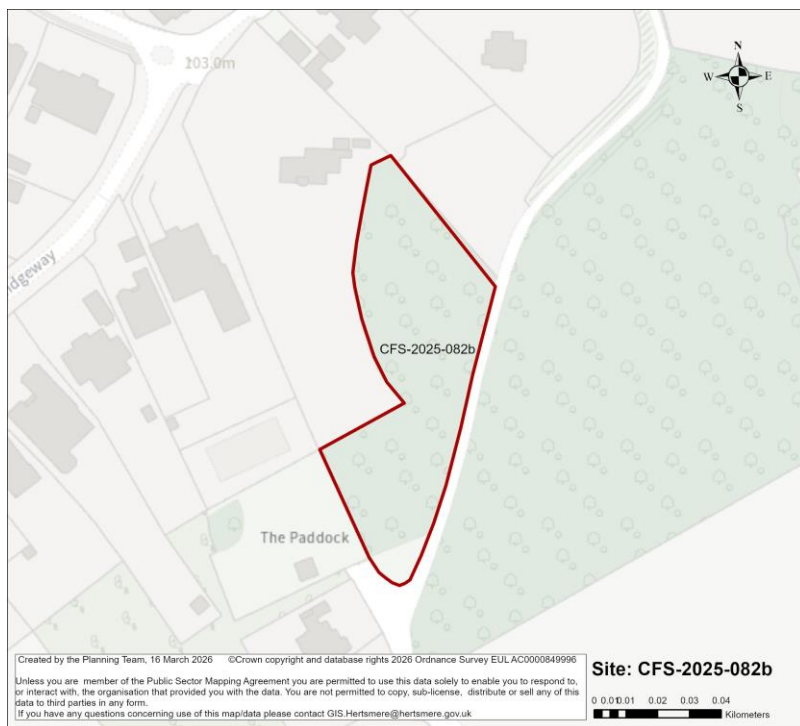 103.0m
N
W E
S
CFS-2025-082b
dgeway
The Paddock
Created by the Planning Team, 16 March 2026 ©Crown copyright and database rights 2026 Ordnance Survey EUL AC0000849996
Unless you are member of the Public Sector Mapping Agreement you are permitted to use this data solely to enable you to respond to,
or interact with, the organisation that provided you with the data. You are not permitted to copy, sub-license, distribute or sell any of this
data to third parties in any form.
If you have any questions concerning use of this map/data please contact GIS.Hertsmere@hertsmere.gov.uk
Site: CFS-2025-082b
0 0.01 0.02 0.03 0.04
Kilometers